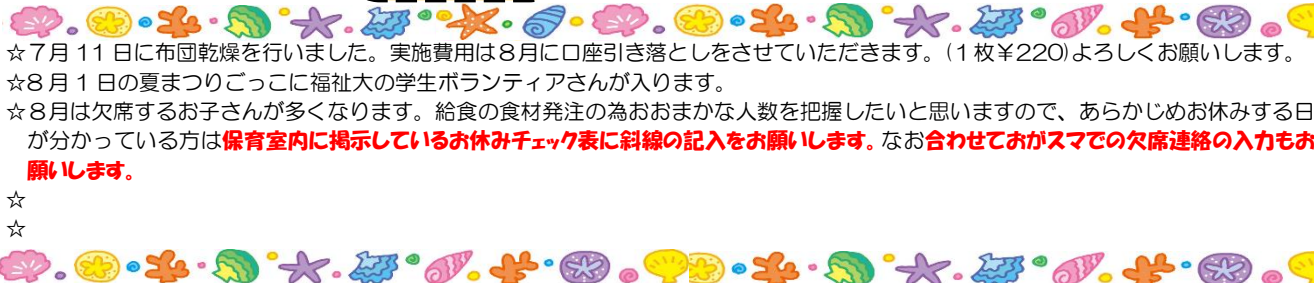 ☆７月 11 日に布団乾燥を行いました。実施費用は８月に口座引き落としをさせていただきます。(１枚￥220)よろしくお願いします。
☆８月 1 日の夏まつりごっこに福祉大の学生ボランティアさんが入ります。
☆８月は欠席するお子さんが多くなります。給食の食材発注の為おおまかな人数を把握したいと思いますので、あらかじめお休みする日
が分かっている方は保育室内に掲示しているお休みチェック表に斜線の記入をお願いします。なお合わせておがスマでの欠席連絡の入力もお
願いします。
☆
☆